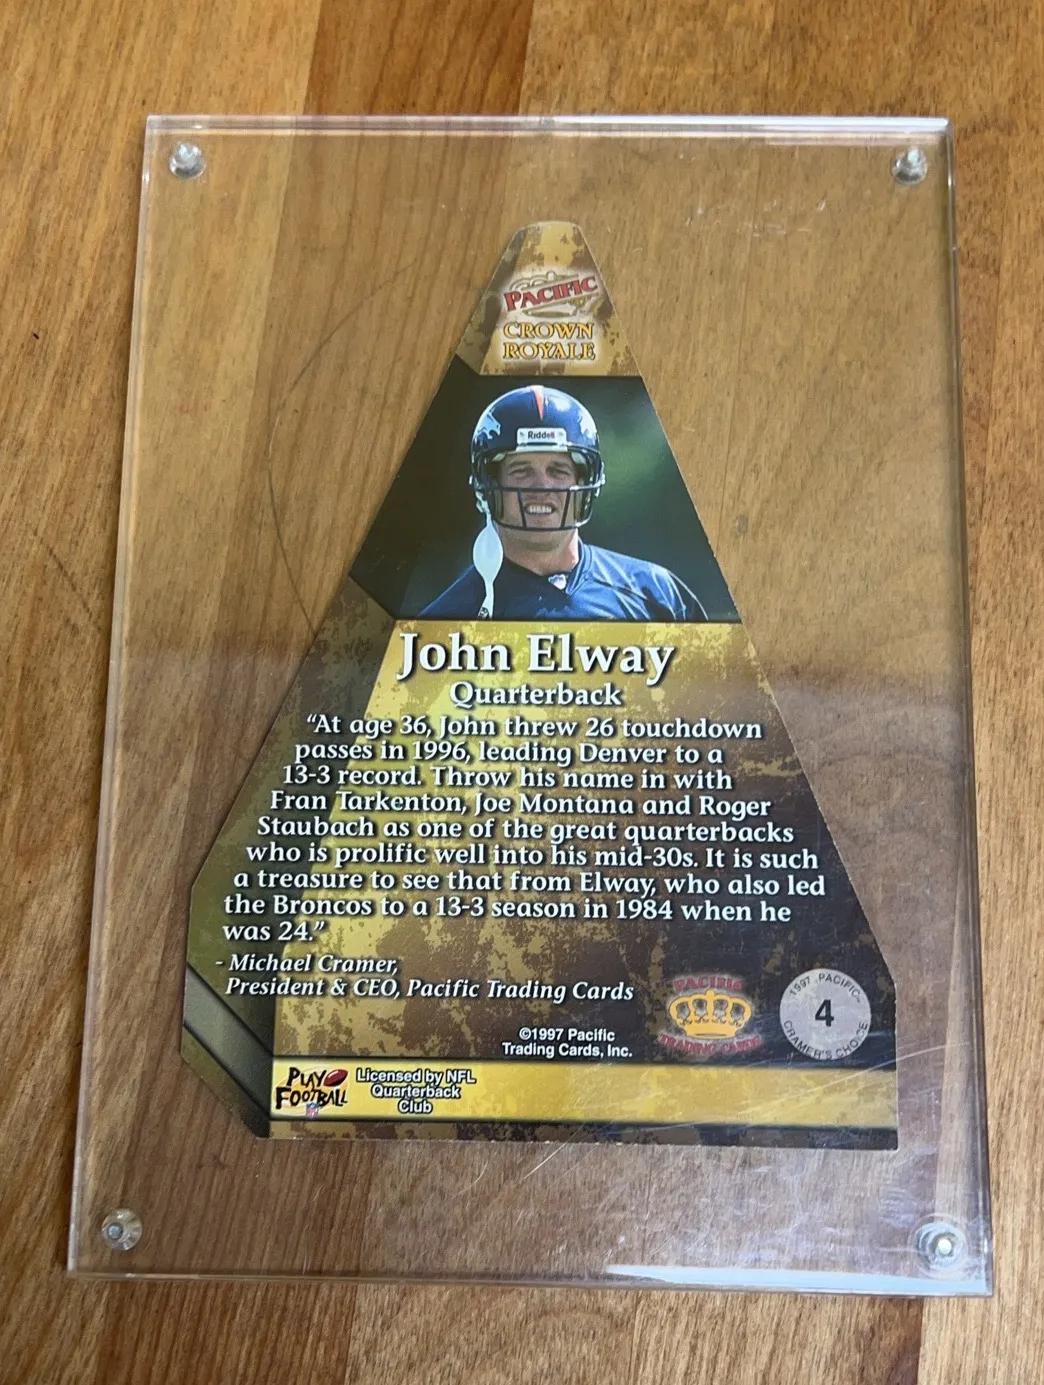 PACIFIC
CROWN
ROYALE
Riddell
John Elway
Quarterback
“At age 36, John threw 26 touchdown
passes in 1996, leading Denver to a
13-3 record. Throw his name in with
Fran Tarkenton, Joe Montana and Roger
Staubach as one of the great quarterbacks
who is prolific well into his mid-30s. It is such
a treasure to see that from Elway, who also led
the Broncos to a 13-3 season in 1984 when he
was 24.”
- Michael Cramer,
President & CEO, Pacific Trading Cards
©1997 Pacific
Trading Cards, Inc.
PACIFIC
TRADING CARDS
1997 PACIFIC
4
CRAMER'S CHOICE
PLAY
FOOTBALL
Licensed by NFL
Quarterback
Club